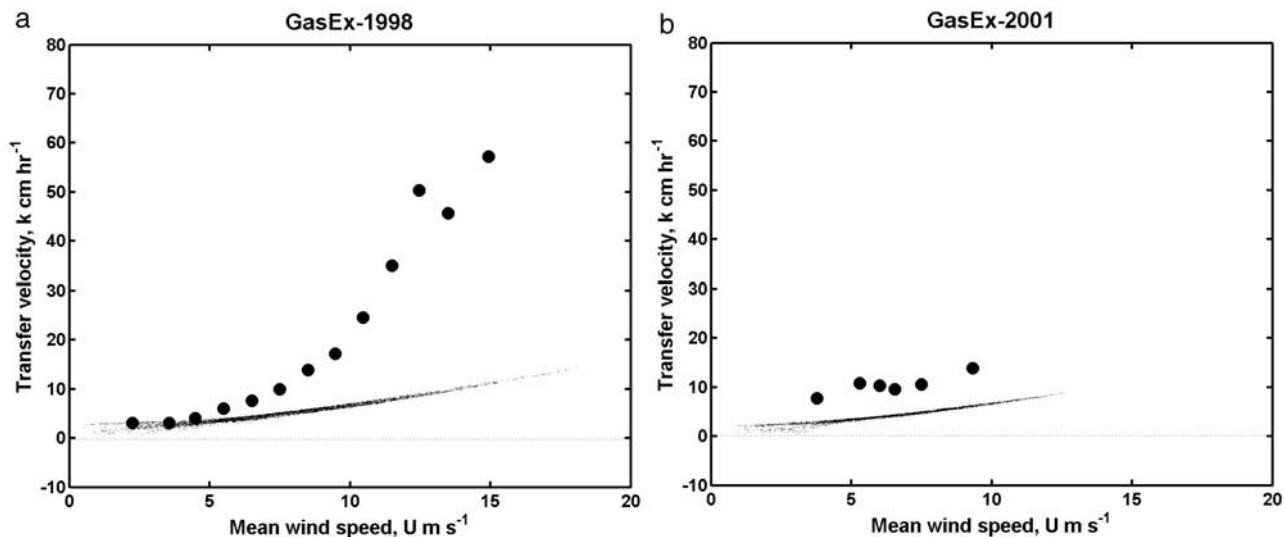 a
GasEx-1998
80
70
60
50
40
30
20
10
0
-10
Transfer velocity, k cm hr⁻¹
0 5 10 15 20
Mean wind speed, U m s⁻¹
b
GasEx-2001
80
70
60
50
40
30
20
10
0
-10
Transfer velocity, k cm hr⁻¹
0 5 10 15 20
Mean wind speed, U m s⁻¹